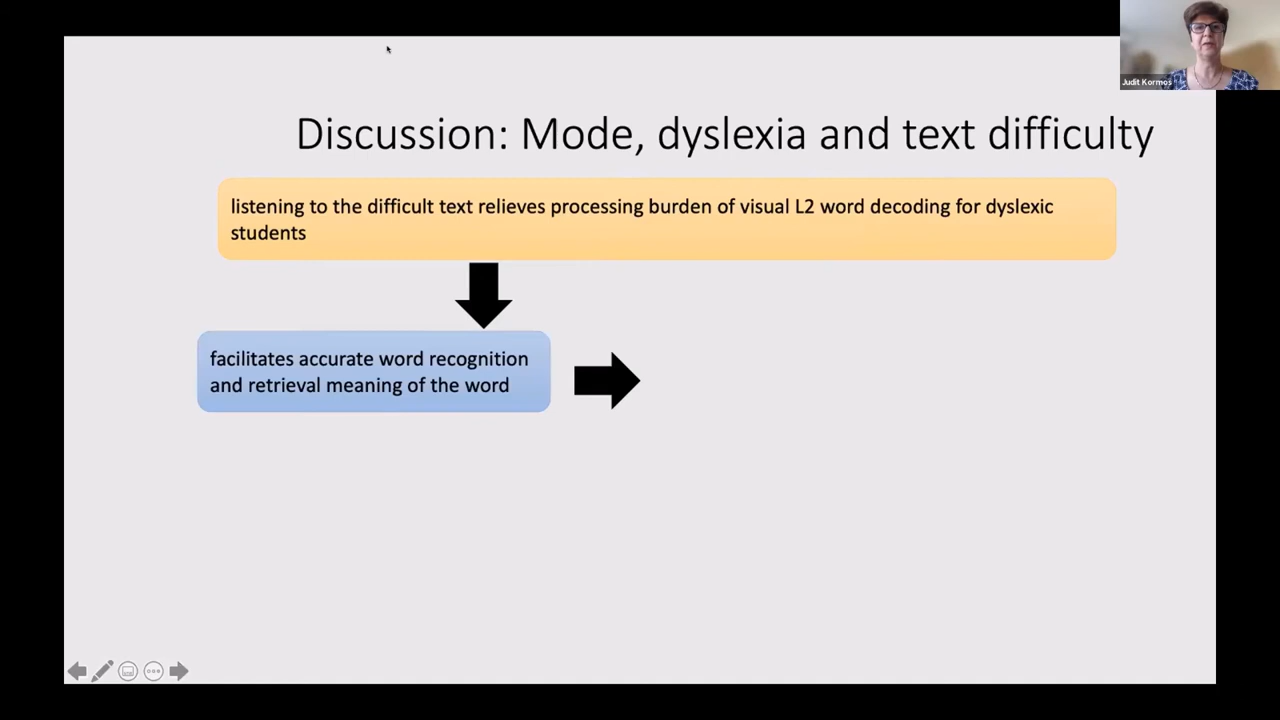 Judit Kormos
Discussion: Mode, dyslexia and text difficulty
listening to the difficult text relieves processing burden of visual L2 word decoding for dyslexic
students
facilitates accurate word recognition
and retrieval meaning of the word